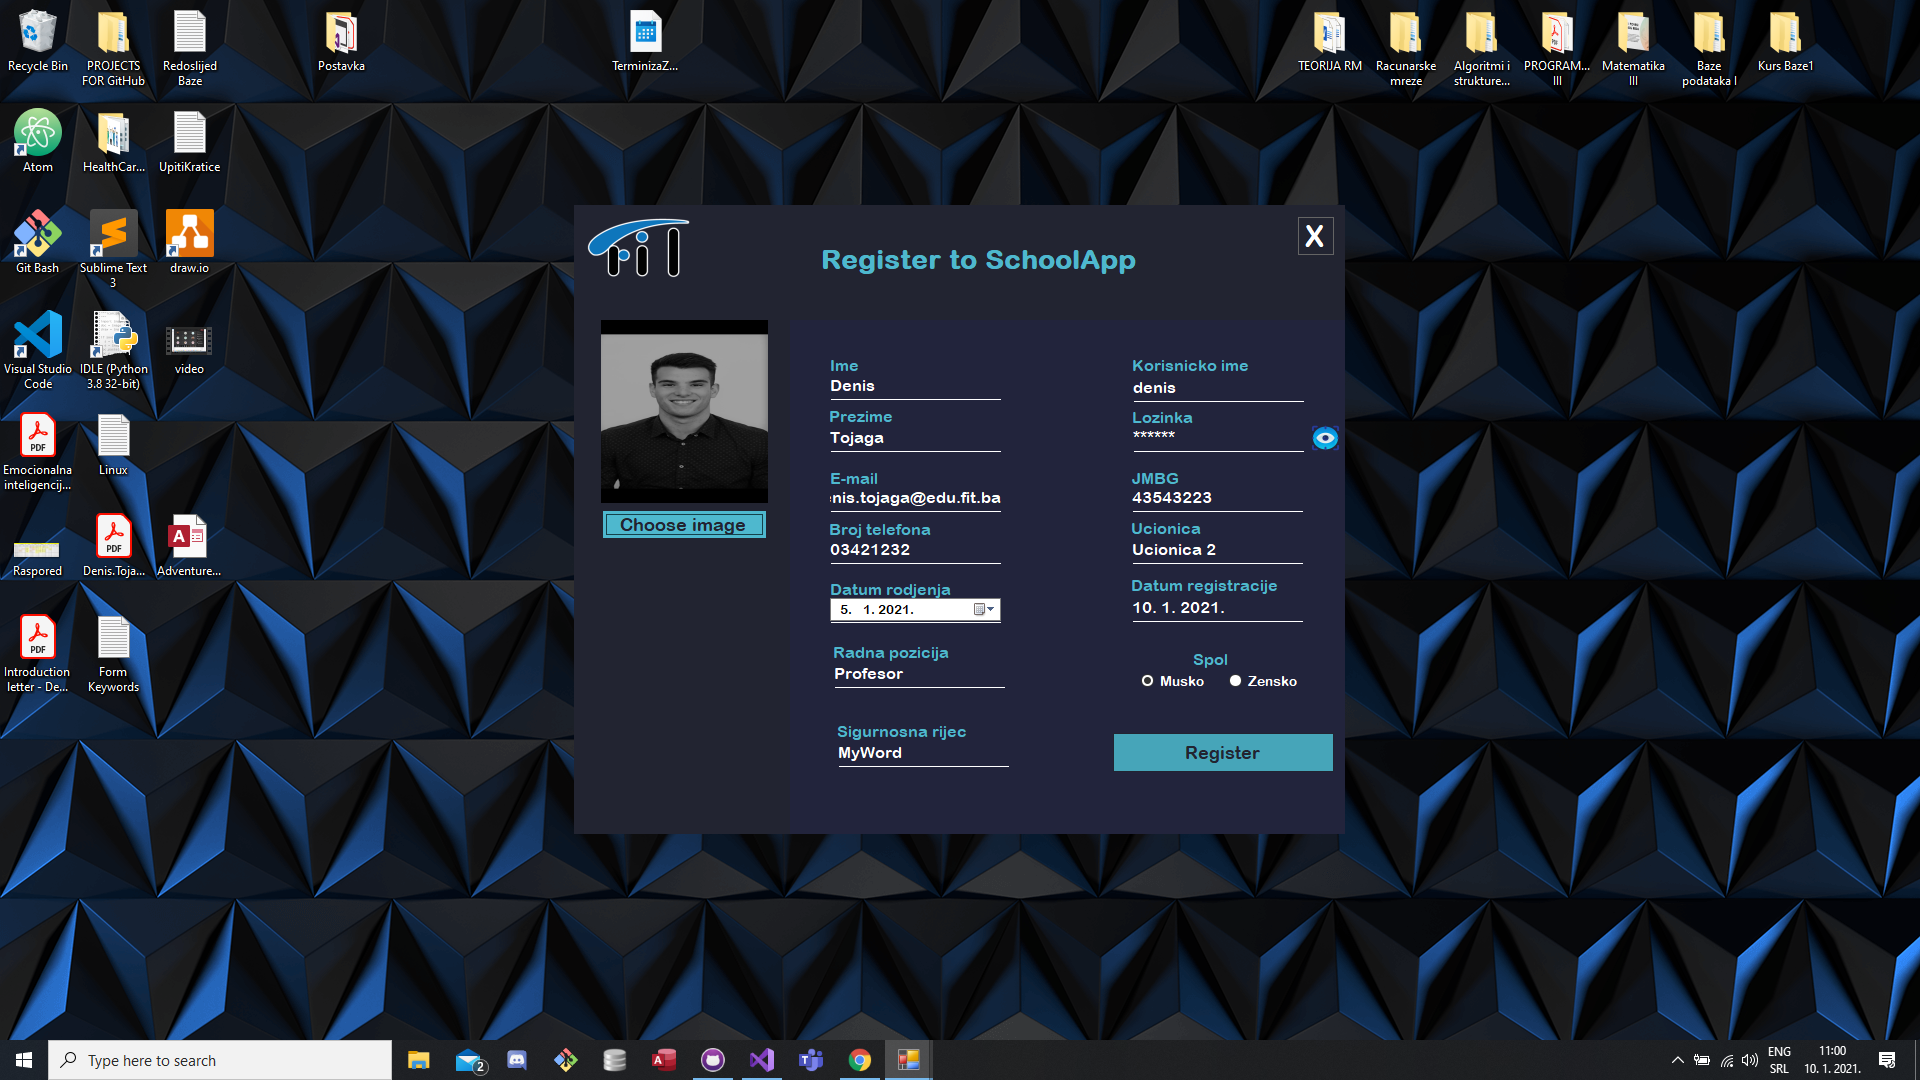 Recycle Bin
PROJECTS FOR GitHub
Redoslijed Baze
Postavka
TerminizaZ...
TEORIJA RM
Racunarske mreze
Algoritmi i strukture...
PROGRAM... III
Matematika III
Baze podataka I
Kurs Baze1
Atom
HealthCar...
UpitiKratice
Git Bash
Sublime Text 3
draw.io
Visual Studio Code
IDLE (Python 3.8 32-bit)
video
PDF
Emocionalna inteligencij...
Linux
Raspored
PDF
Denis.Toja...
Adventure...
PDF
Introduction letter - De...
Form Keywords
X
Register to SchoolApp
Choose image
Ime
Denis
Prezime
Tojaga
E-mail
enis.tojaga@edu.fit.ba
Broj telefona
03421232
Datum rodjenja
5. 1. 2021.
Radna pozicija
Profesor
Sigurnosna rijec
MyWord
Korisnicko ime
denis
Lozinka
******
JMBG
43543223
Ucionica
Ucionica 2
Datum registracije
10. 1. 2021.
Spol
Musko
Zensko
Register
Type here to search
2
ENG
SRL
11:00
10. 1. 2021.